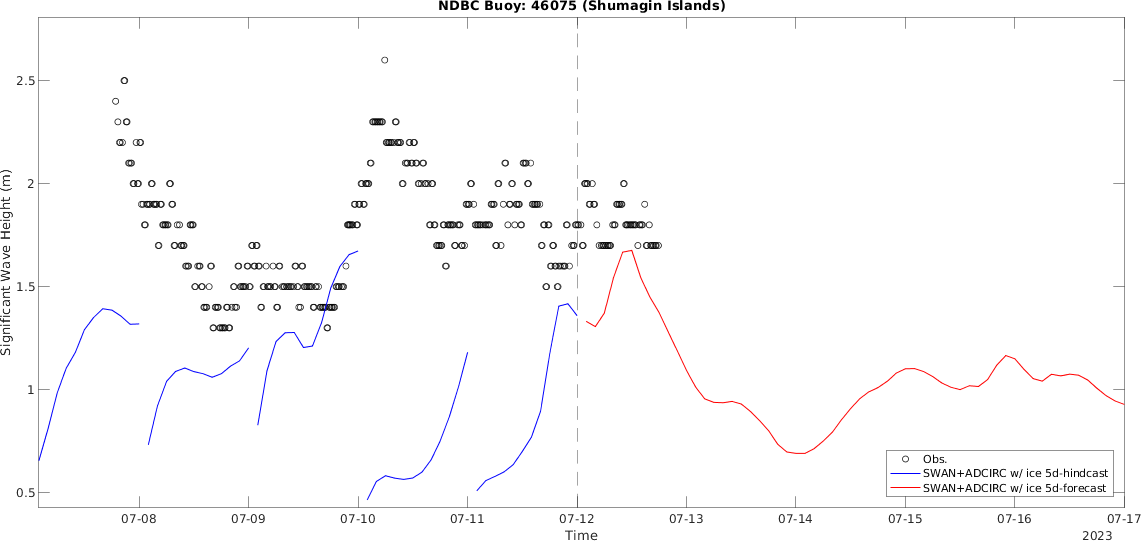 NDBC Buoy: 46075 (Shumagin Islands)
Significant Wave Height (m)
2.5
2
1.5
1
0.5
Obs.
SWAN+ADCIRC w/ ice 5d-hindcast
SWAN+ADCIRC w/ ice 5d-forecast
07-08 07-09 07-10 07-11 07-12 07-13 07-14 07-15 07-16 07-17
Time
2023